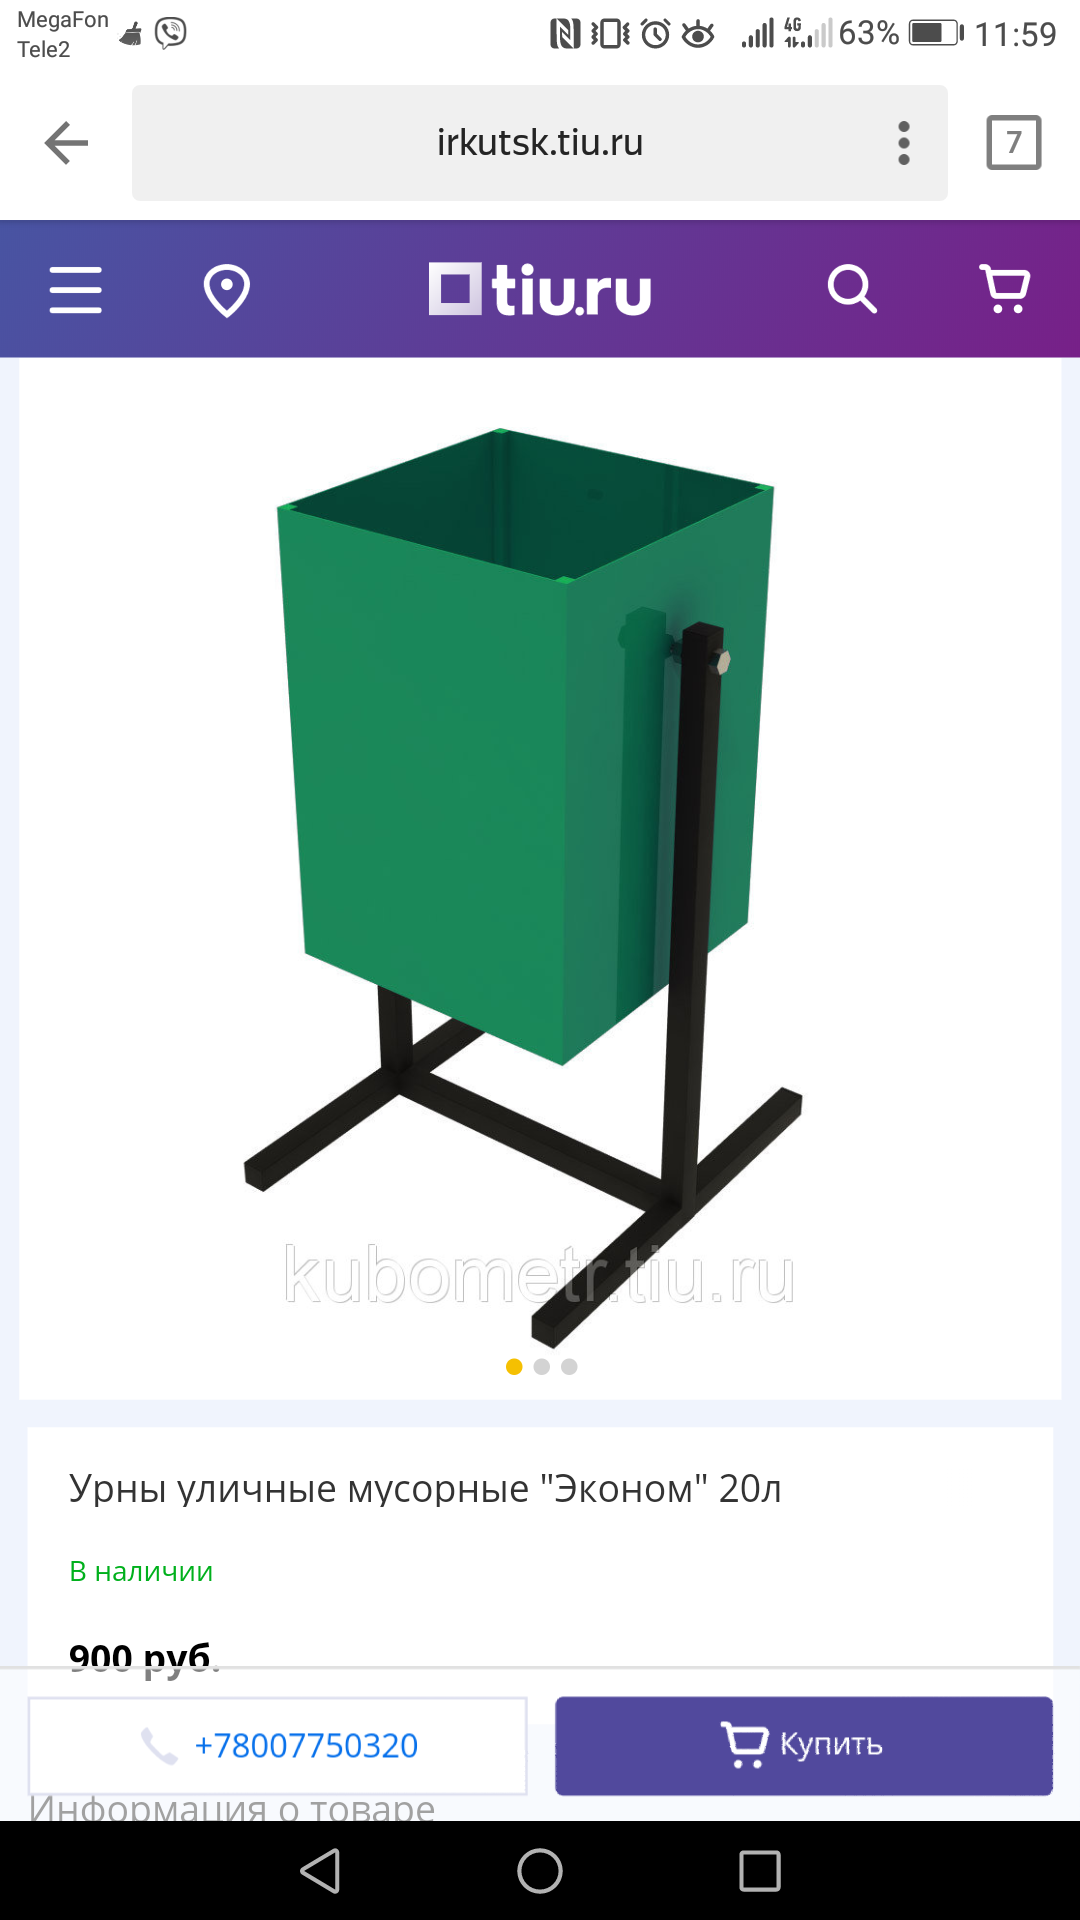 MegaFon
Tele2
4G
63%
11:59
irkutsk.tiu.ru
7
tiu.ru
kubometr.tiu.ru
Урны уличные мусорные "Эконом" 20л
В наличии
900 руб.
+78007750320
Купить
Информация о товаре